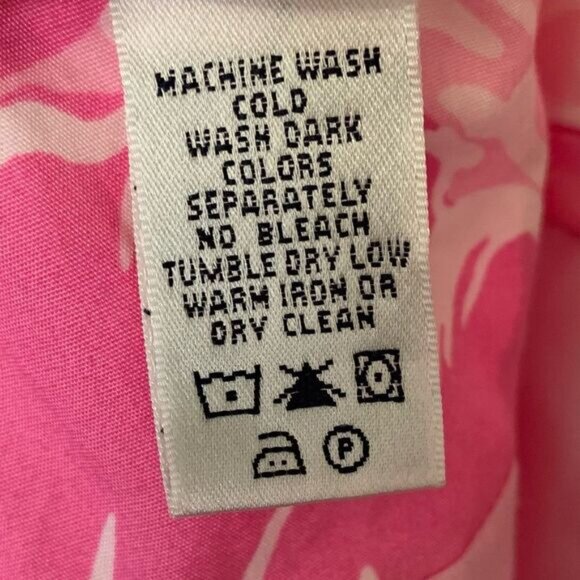 MACHINE WASH
COLD
WASH DARK
COLORS
SEPARATELY
NO BLEACH
TUMBLE DRY LOW
WARM IRON OR
DRY CLEAN
P